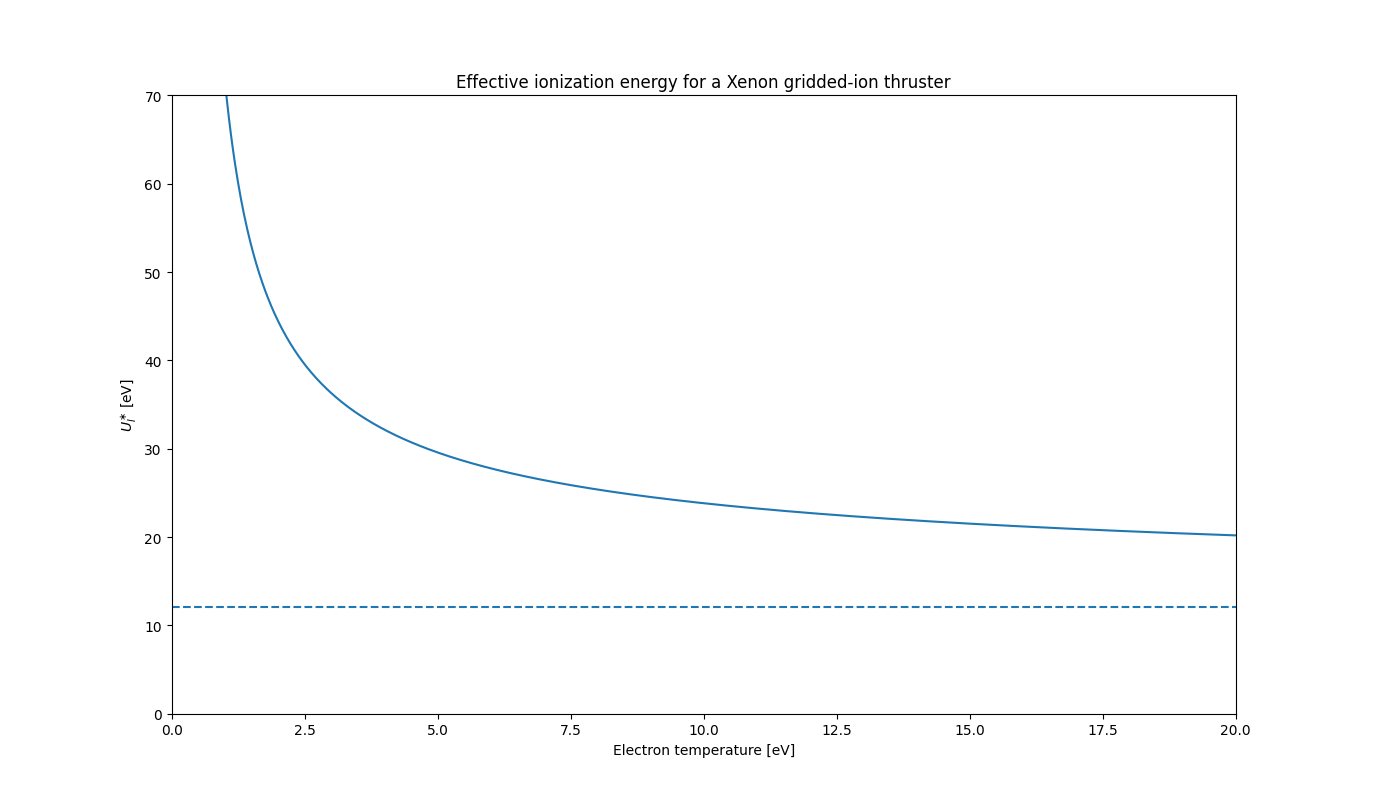 Effective ionization energy for a Xenon gridded-ion thruster
70
60
50
40
30
20
10
0
U_i^* [eV]
0.0 2.5 5.0 7.5 10.0 12.5 15.0 17.5 20.0
Electron temperature [eV]